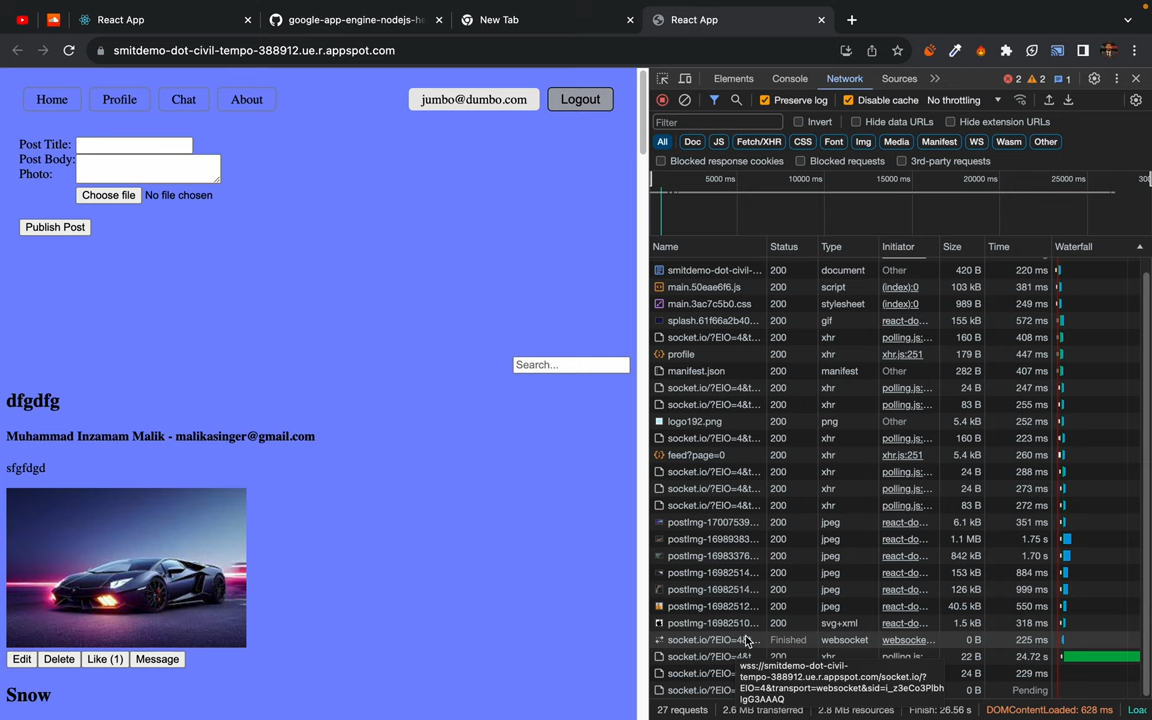 React App
google-app-engine-nodejs-he
New Tab
React App
smitdemo-dot-civil-tempo-388912.ue.r.appspot.com
Home Profile Chat About jumbo@dumbo.com Logout
Post Title:
Post Body:
Photo:
Choose file No file chosen
Publish Post
Search...
dfgdfg
Muhammad Inzamam Malik - malikasinger@gmail.com
sfgfdgd
Edit Delete Like (1) Message
Snow
Elements Console Network Sources 2 2 1
Preserve log Disable cache No throttling
Filter Invert Hide data URLs Hide extension URLs
All Doc JS Fetch/XHR CSS Font Img Media Manifest WS Wasm Other
Blocked response cookies Blocked requests 3rd-party requests
5000 ms 10000 ms 15000 ms 20000 ms 25000 ms 300
Name Status Type Initiator Size Time Waterfall
smitdemo-dot-civil-... 200 document Other 420 B 220 ms
main.50eae6f6.js 200 script (index):0 103 kB 381 ms
main.3ac7c5b0.css 200 stylesheet (index):0 989 B 249 ms
splash.61f66a2b40... 200 gif react-do... 155 kB 572 ms
socket.io/?EIO=4&t... 200 xhr polling.js:... 160 B 408 ms
profile 200 xhr xhr.js:251 179 B 447 ms
manifest.json 200 manifest Other 282 B 407 ms
socket.io/?EIO=4&t... 200 xhr polling.js:... 24 B 247 ms
socket.io/?EIO=4&t... 200 xhr polling.js:... 83 B 255 ms
logo192.png 200 png Other 5.4 kB 252 ms
socket.io/?EIO=4&t... 200 xhr polling.js:... 160 B 223 ms
feed?page=0 200 xhr xhr.js:251 5.4 kB 260 ms
socket.io/?EIO=4&t... 200 xhr polling.js:... 24 B 288 ms
socket.io/?EIO=4&t... 200 xhr polling.js:... 24 B 273 ms
socket.io/?EIO=4&t... 200 xhr polling.js:... 83 B 272 ms
postImg-17007539... 200 jpeg react-do... 6.1 kB 351 ms
postImg-16989383... 200 jpeg react-do... 1.1 MB 1.75 s
postImg-16983376... 200 jpeg react-do... 842 kB 1.70 s
postImg-16982514... 200 jpeg react-do... 153 kB 884 ms
postImg-16982514... 200 jpeg react-do... 126 kB 999 ms
postImg-16982512... 200 jpeg react-do... 40.5 kB 550 ms
postImg-16982510... 200 svg+xml react-do... 1.5 kB 318 ms
socket.io/?EIO=4& Finished websocket websocke... 0 B 225 ms
socket.io/?EIO=4&t 200 xhr polling.js: 22 B 24.72 s
socket.io/?EIO= 24 B 229 ms
socket.io/?EIO= 0 B Pending
wss://smitdemo-dot-civil-
tempo-388912.ue.r.appspot.com/socket.io/?
EIO=4&transport=websocket&sid=i_z3eCo3Plbh
IgG3AAAQ
27 requests 2.6 MB transferred 2.8 MB resources Finish: 26.56 s DOMContentLoaded: 628 ms Loa